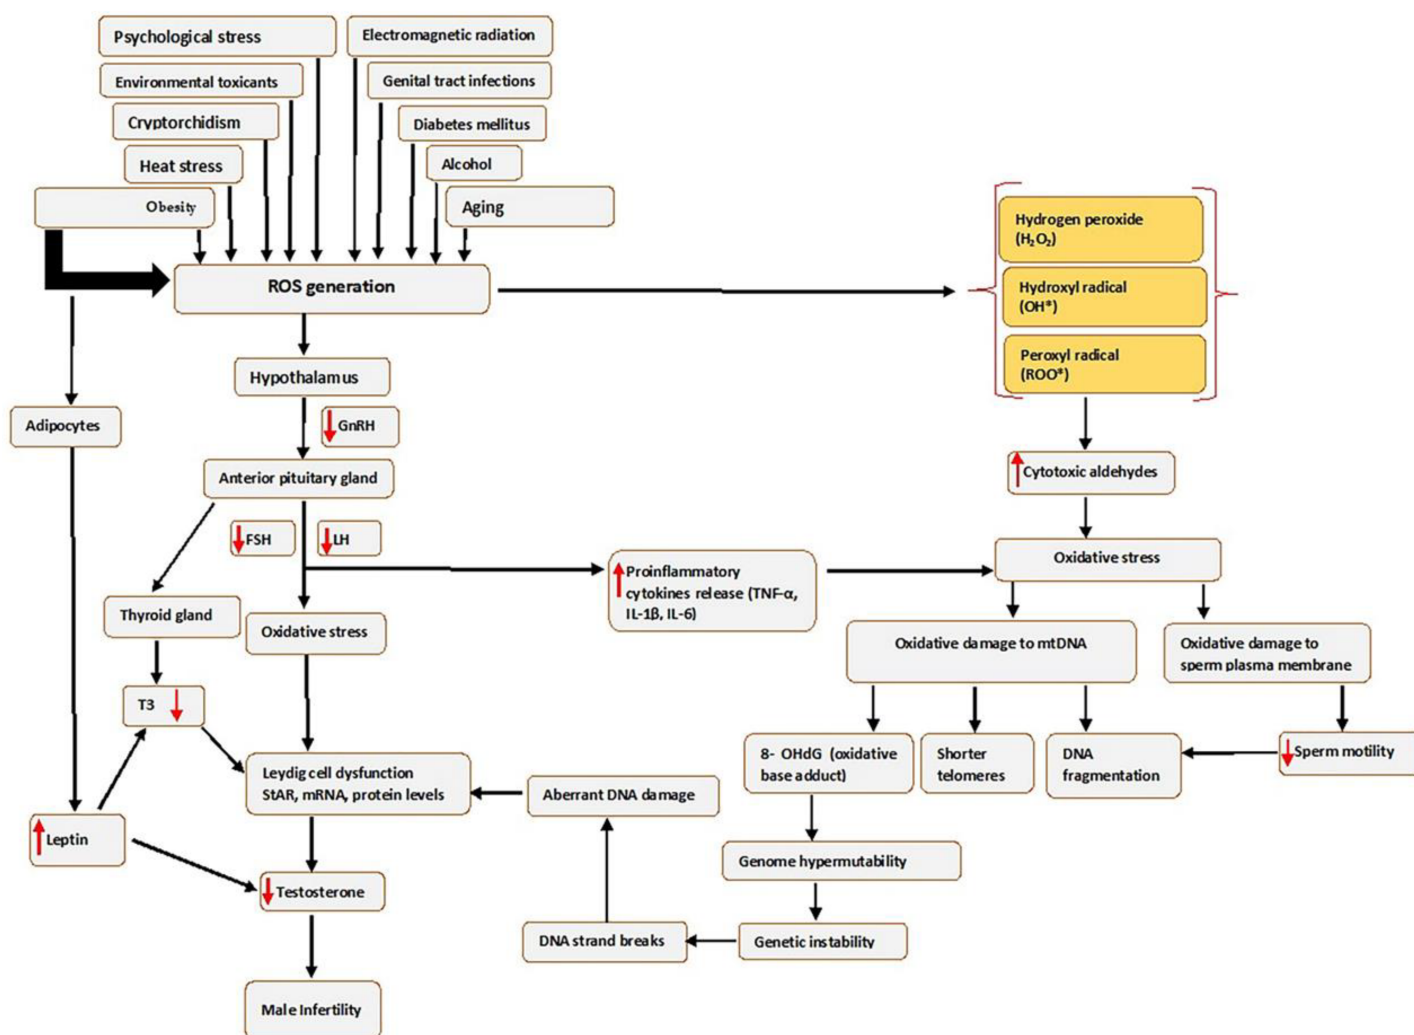 Psychological stress
Electromagnetic radiation
Environmental toxicants
Genital tract infections
Cryptorchidism
Diabetes mellitus
Heat stress
Alcohol
Obesity
Aging
ROS generation
Hydrogen peroxide
(H₂O₂)
Hydroxyl radical
(OH*)
Peroxyl radical
(ROO*)
Hypothalamus
Adipocytes
GnRH
Anterior pituitary gland
Cytotoxic aldehydes
FSH
LH
Proinflammatory
cytokines release (TNF-α,
IL-1β, IL-6)
Oxidative stress
Thyroid gland
Oxidative stress
Oxidative damage to mtDNA
Oxidative damage to
sperm plasma membrane
T3
Leydig cell dysfunction
StAR, mRNA, protein levels
Aberrant DNA damage
8- OHdG (oxidative
base adduct)
Shorter
telomeres
DNA
fragmentation
Sperm motility
Leptin
Testosterone
Genome hypermutability
DNA strand breaks
Genetic instability
Male Infertility